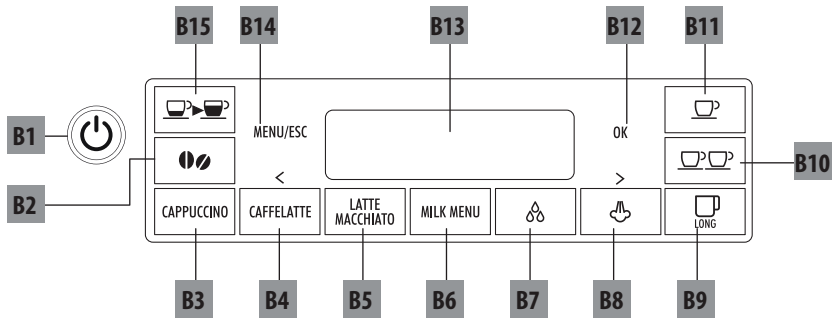 B15 B14 B13 B12 B11
B1
MENU/ESC
OK
B10
B2
< >
CAPPUCCINO
CAFFELATTE
LATTE
MACCHIATO
MILK MENU
LONG
B3 B4 B5 B6 B7 B8 B9